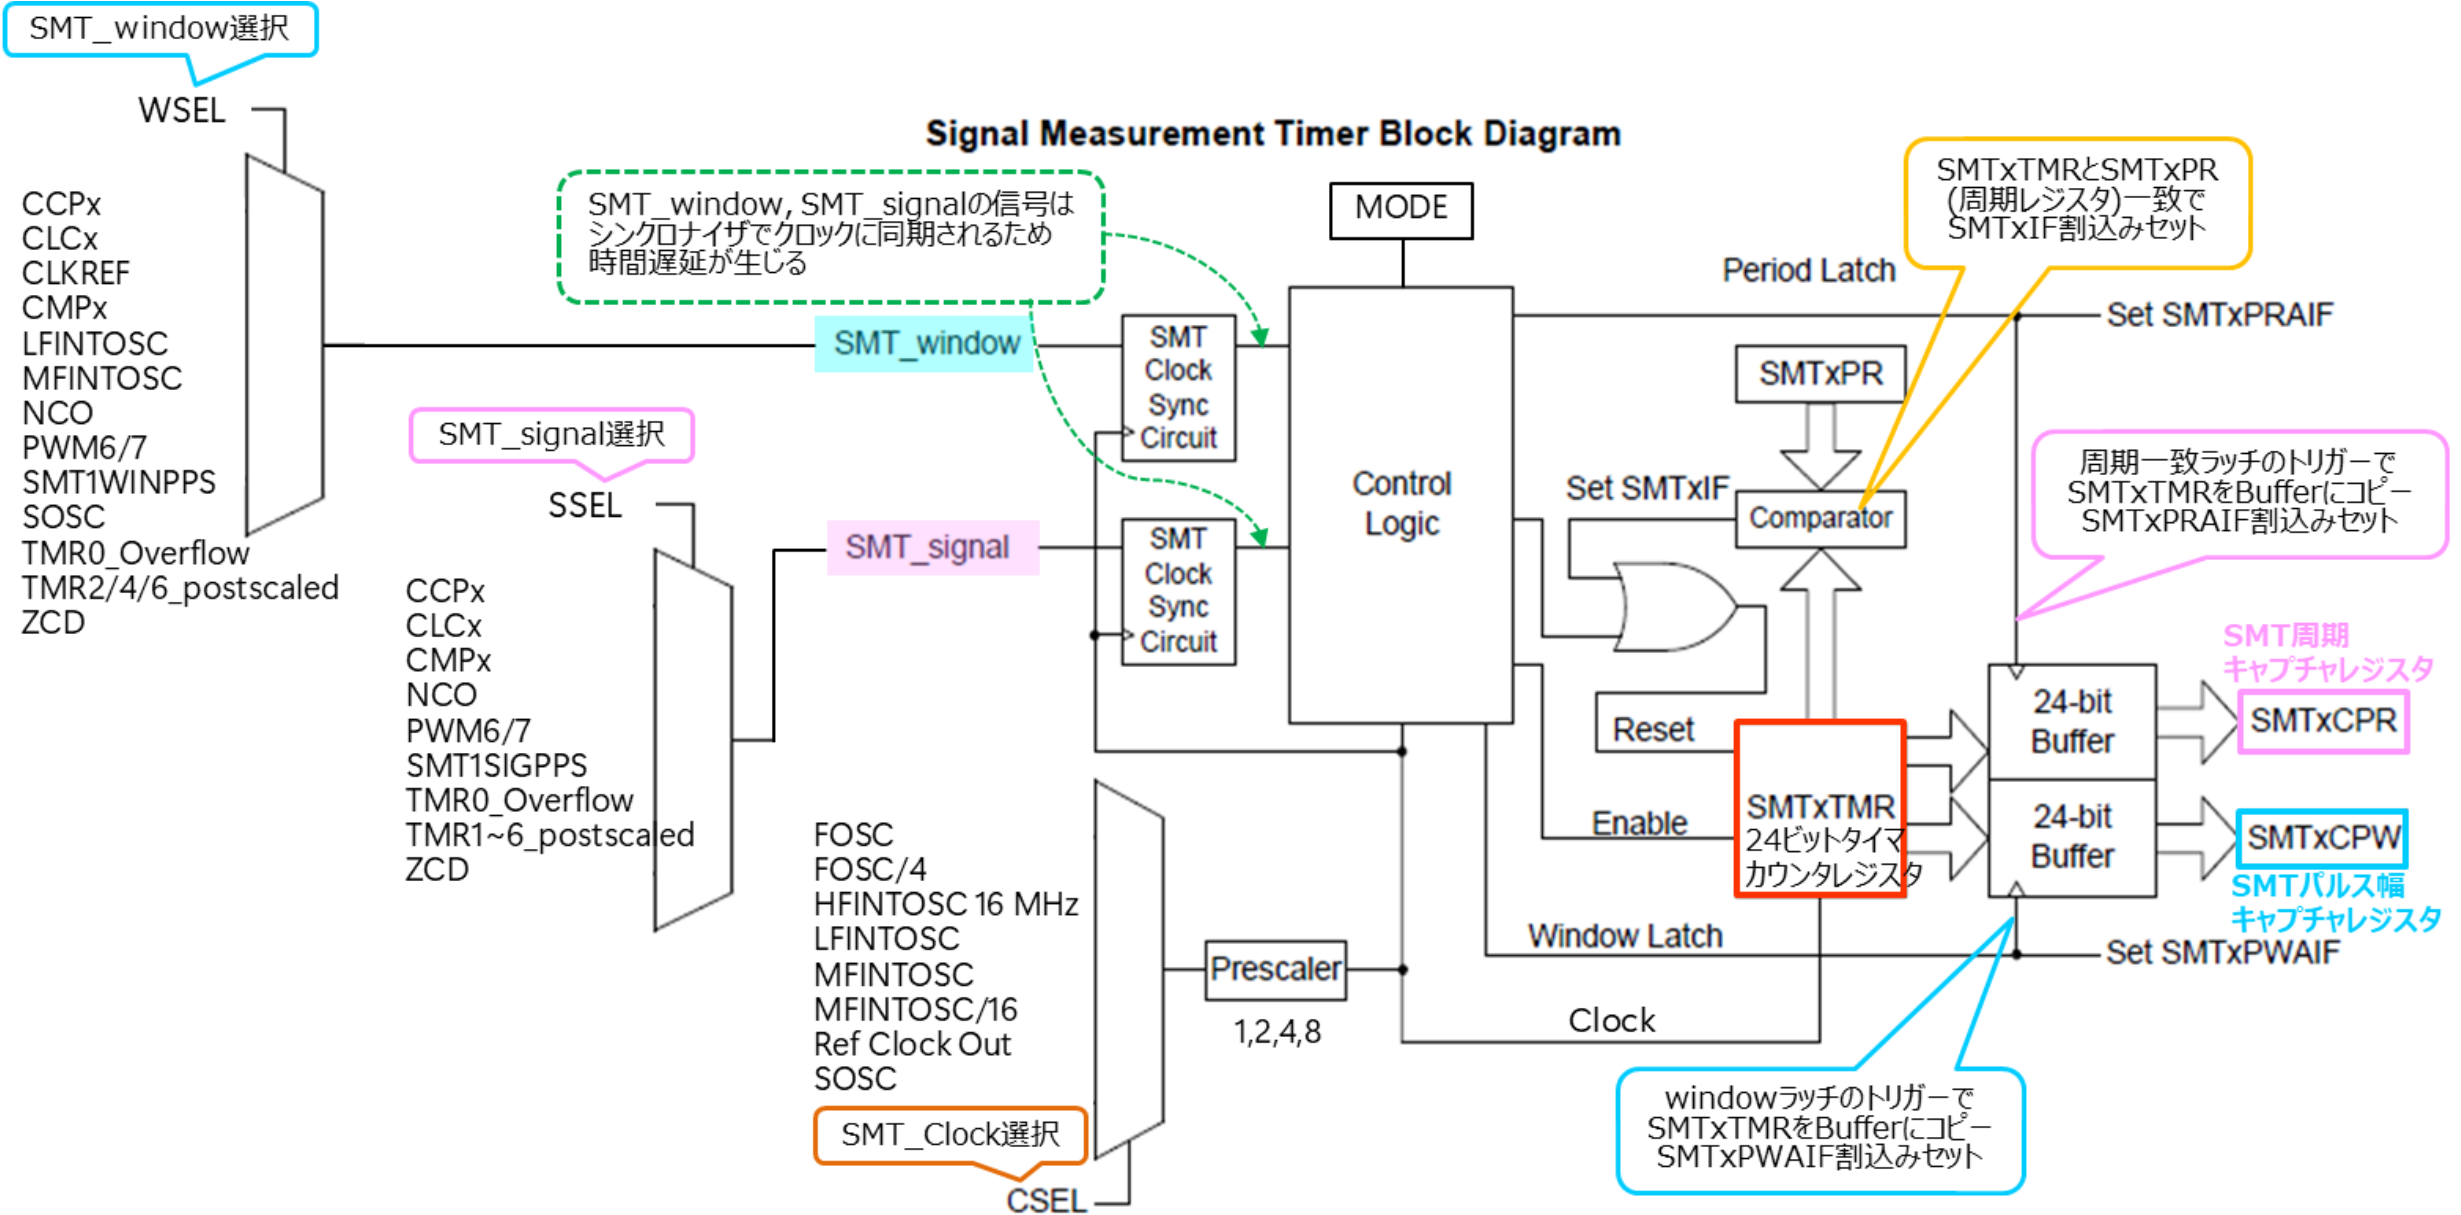 SMT_window選択
WSEL
CCPx
CLCx
CLKREF
CMPx
LFINTOSC
MFINTOSC
NCO
PWM6/7
SMT1WINPPS
SOSC
TMR0_Overflow
TMR2/4/6_postscaled
ZCD
SMT_signal選択
SSEL
CCPx
CLCx
CMPx
NCO
PWM6/7
SMT1SIGPPS
TMR0_Overflow
TMR1~6_postscaled
ZCD
Signal Measurement Timer Block Diagram
SMT_window, SMT_signalの信号は
シンクロナイザでクロックに同期されるため
時間遅延が生じる
SMT_window
SMT_signal
SMT
Clock
Sync
Circuit
SMT
Clock
Sync
Circuit
MODE
Control
Logic
FOSC
FOSC/4
HFINTOSC 16 MHz
LFINTOSC
MFINTOSC
MFINTOSC/16
Ref Clock Out
SOSC
SMT_Clock選択
CSEL
Prescaler
1,2,4,8
Clock
SMTxTMRとSMTxPR
(周期レジスタ)一致で
SMTxIF割込みセット
Period Latch
Set SMTxPRAIF
SMTxPR
Set SMTxIF
Comparator
周期一致ラッチのトリガーで
SMTxTMRをBufferにコピー
SMTxPRAIF割込みセット
Reset
Enable
SMTxTMR
24ビットタイマ
カウンタレジスタ
24-bit
Buffer
24-bit
Buffer
SMT周期
キャプチャレジスタ
SMTxCPR
SMTxCPW
SMTパルス幅
キャプチャレジスタ
Window Latch
Set SMTxPWAIF
windowラッチのトリガーで
SMTxTMRをBufferにコピー
SMTxPWAIF割込みセット